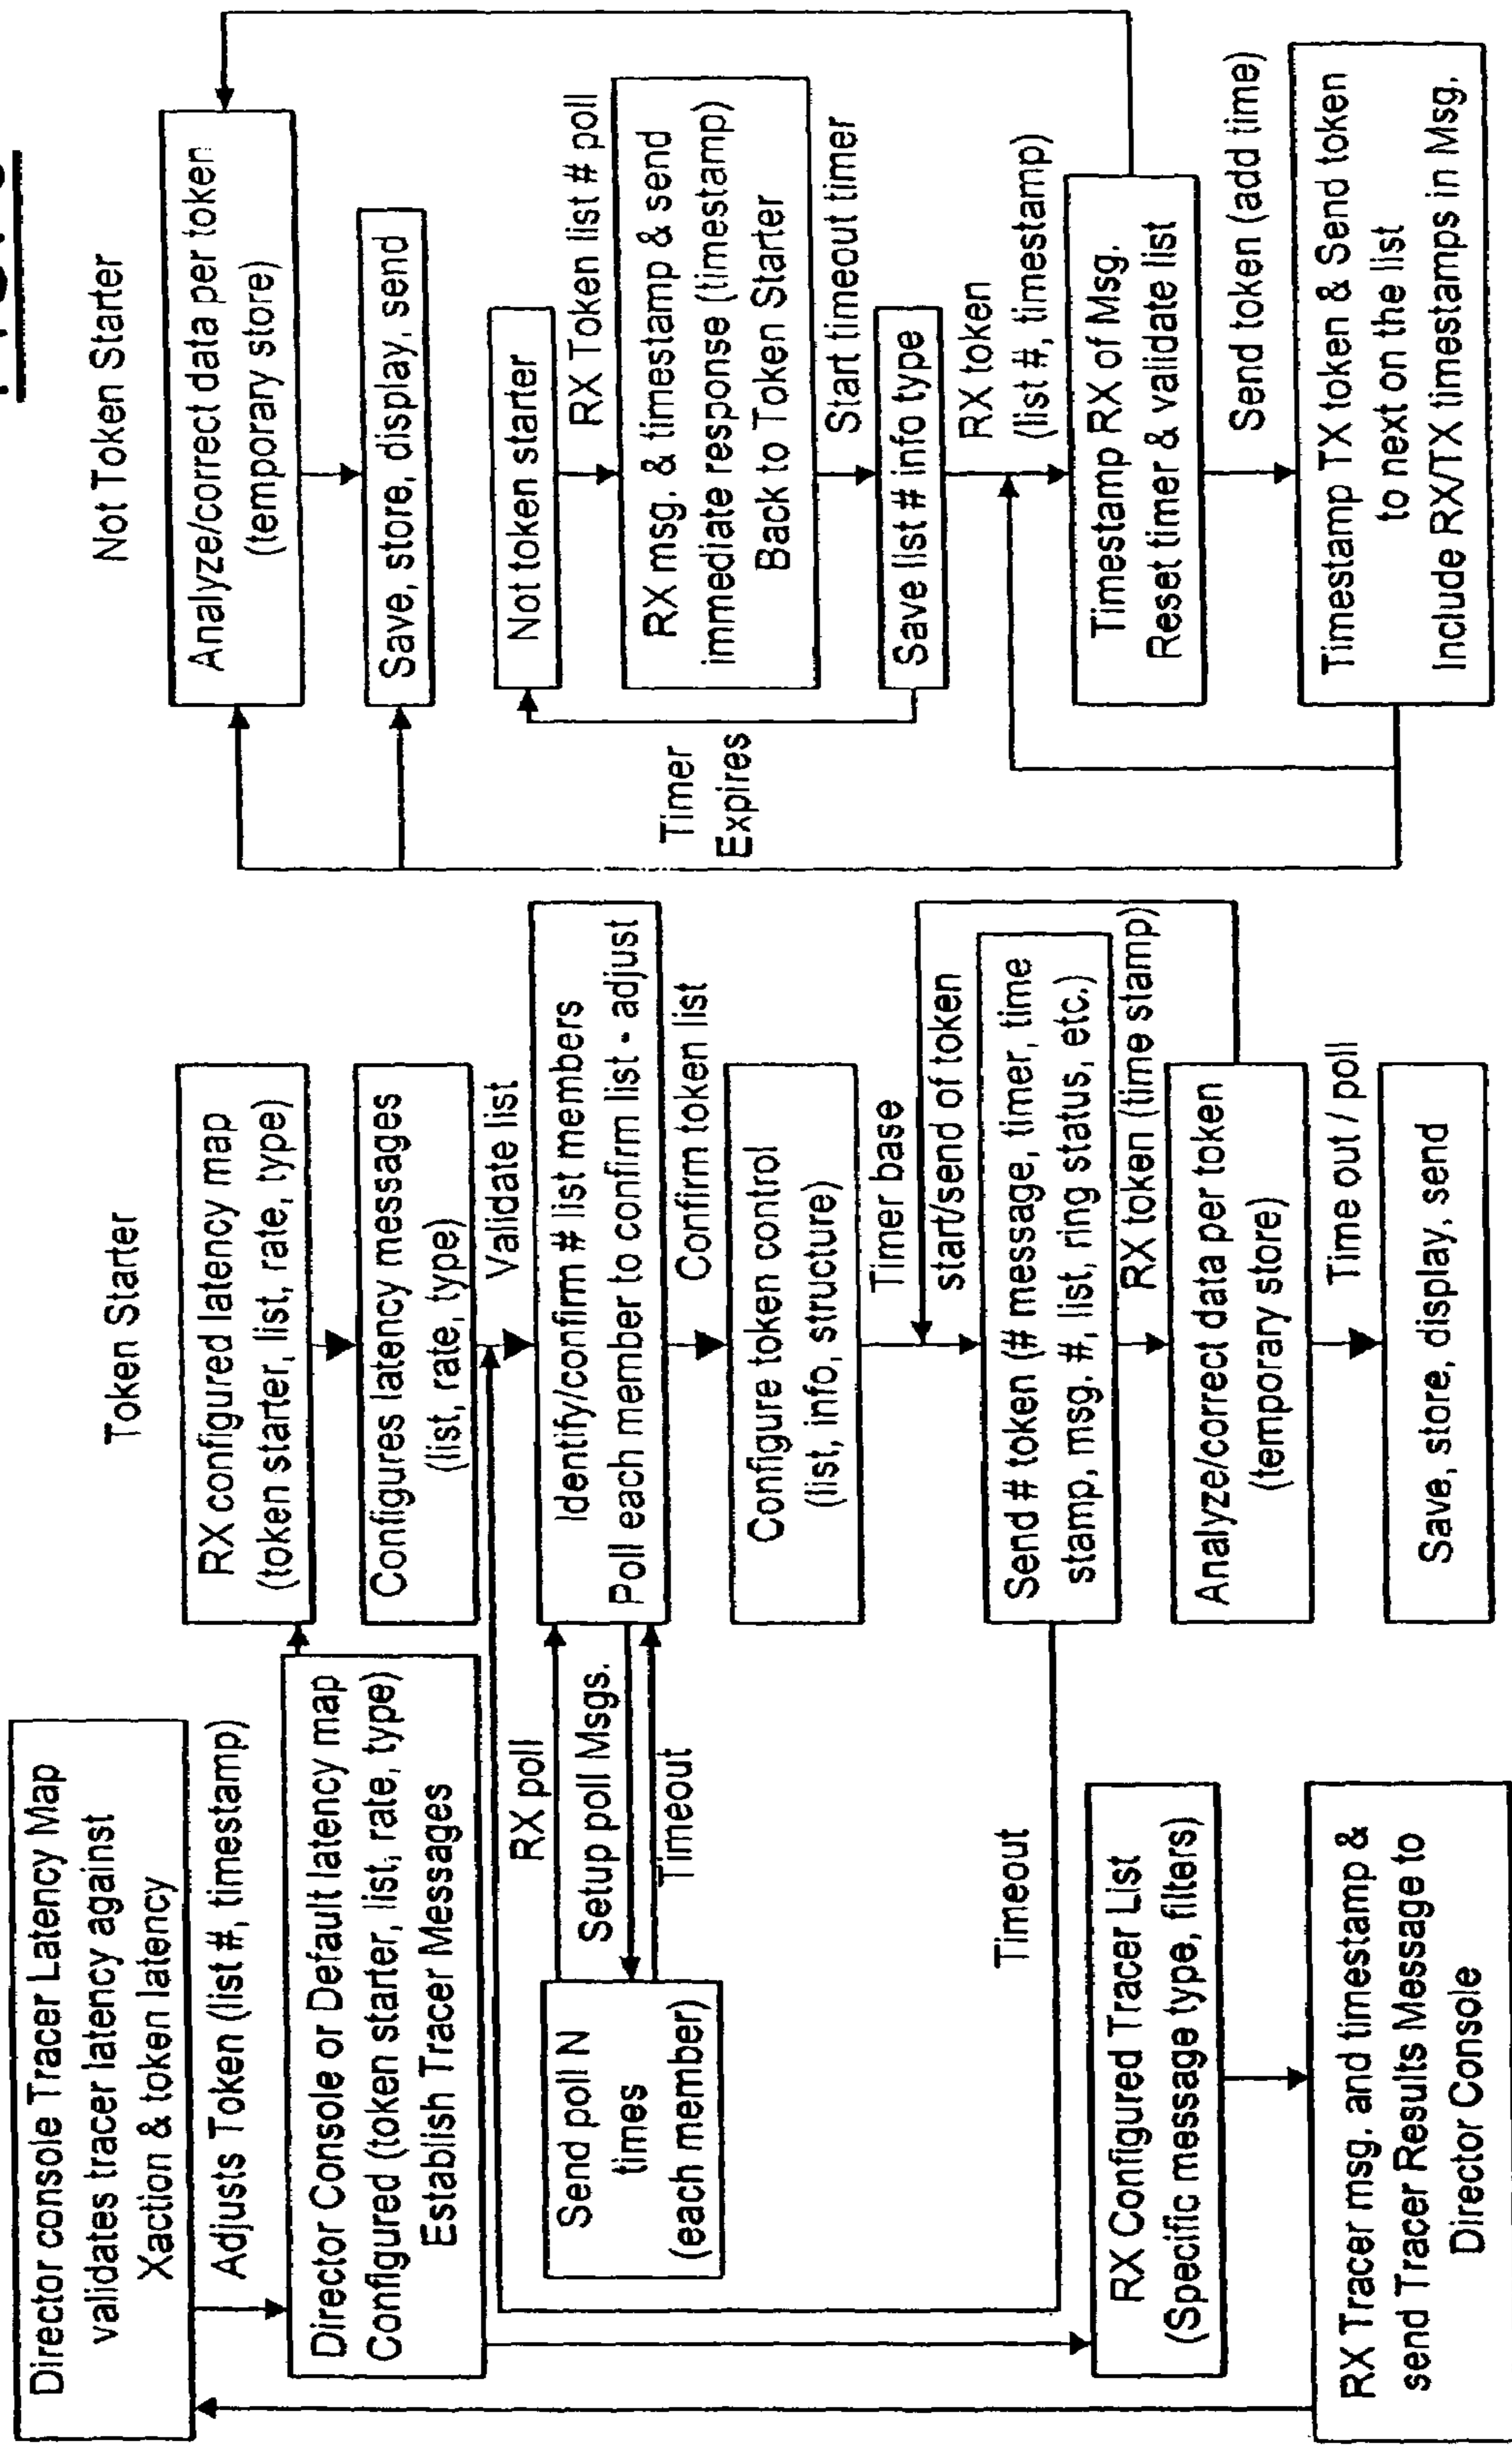 Director console Tracer Latency Map
validates tracer latency against
Xaction & token latency
Adjusts Token (list #, timestamp)
Director Console or Default latency map
Configured (token starter, list, rate, type)
Establish Tracer Messages
RX poll
Setup poll Msgs.
Timeout
Send poll N
times
(each member)
Timeout
RX Configured Tracer List
(Specific message type, filters)
RX Tracer msg. and timestamp &
send Tracer Results Message to
Director Console
Token Starter
RX configured latency map
(token starter, list, rate, type)
Configures latency messages
(list, rate, type)
Validate list
Identify/confirm # list members
Poll each member to confirm list - adjust
Confirm token list
Configure token control
(list, info, structure)
Timer base
start/send of token
Send # token (# message, timer, time
stamp, msg. #, list, ring status, etc.)
RX token (time stamp)
Analyze/correct data per token
(temporary store)
Time out / poll
Save, store, display, send
Not Token Starter
Analyze/correct data per token
(temporary store)
Save, store, display, send
Not token starter
RX Token list # poll
RX msg. & timestamp & send
immediate response (timestamp)
Back to Token Starter
Start timeout timer
Timer
Expires
Save list # info type
RX token
(list #, timestamp)
Timestamp RX of Msg.
Reset timer & validate list
Send token (add time)
Timestamp TX token & Send token
to next on the list
Include RX/TX timestamps in Msg.